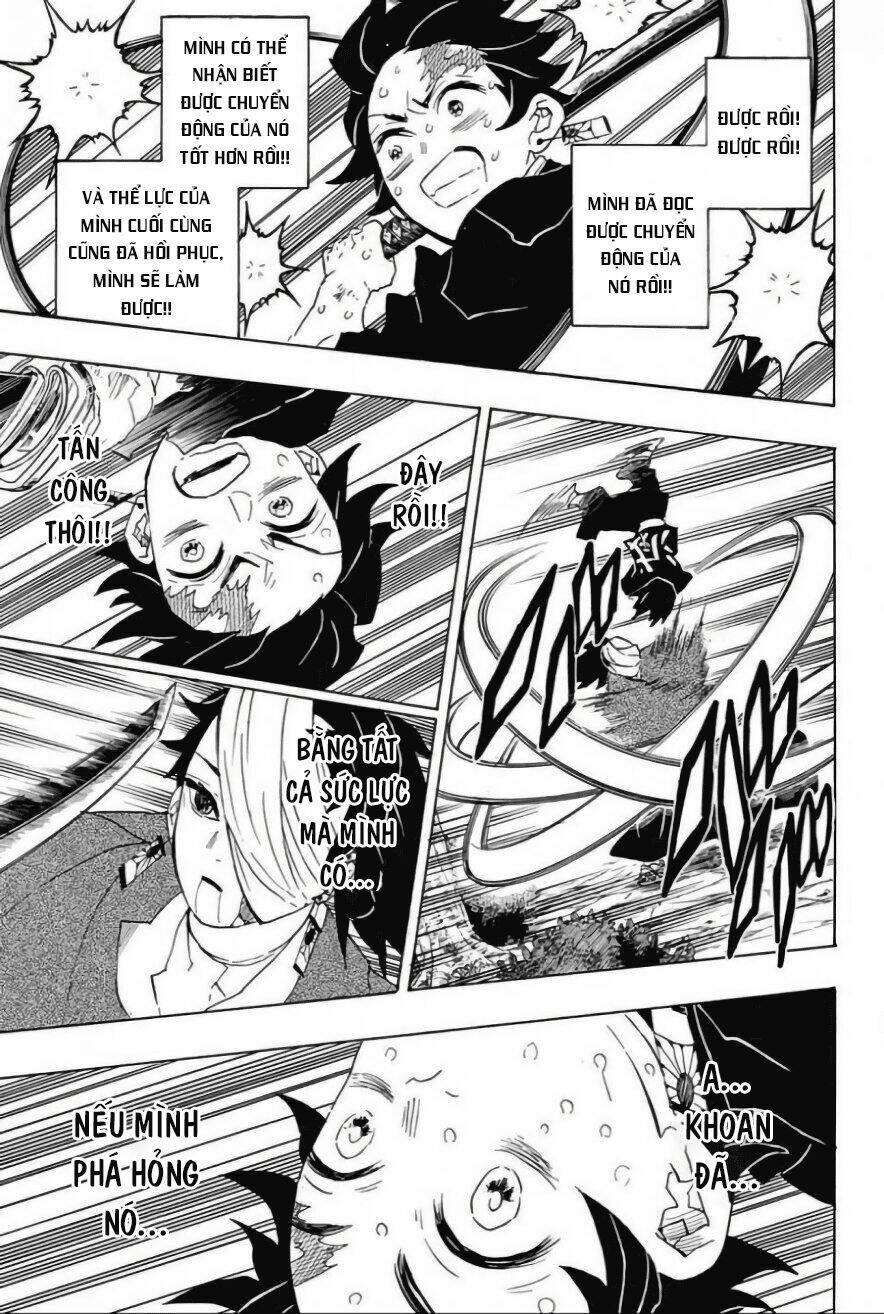 ĐƯỢC RỒI!
ĐƯỢC RỒI!
MÌNH ĐÃ ĐỌC
ĐƯỢC CHUYỂN
ĐỘNG CỦA
NÓ RỒI!!
MÌNH CÓ THỂ
NHẬN BIẾT
ĐƯỢC CHUYỂN
ĐỘNG CỦA NÓ
TỐT HƠN RỒI!!
VÀ THỂ LỰC CỦA
MÌNH CUỐI CÙNG
CŨNG ĐÃ HỒI PHỤC,
MÌNH SẼ LÀM
ĐƯỢC!!
ĐÂY
RỒI!!
TẤN
CÔNG
THÔI!!
BẰNG TẤT
CẢ SỨC LỰC
MÀ MÌNH
CÓ...
A...
KHOAN
ĐÃ...
NẾU MÌNH
PHÁ HỎNG
NÓ...